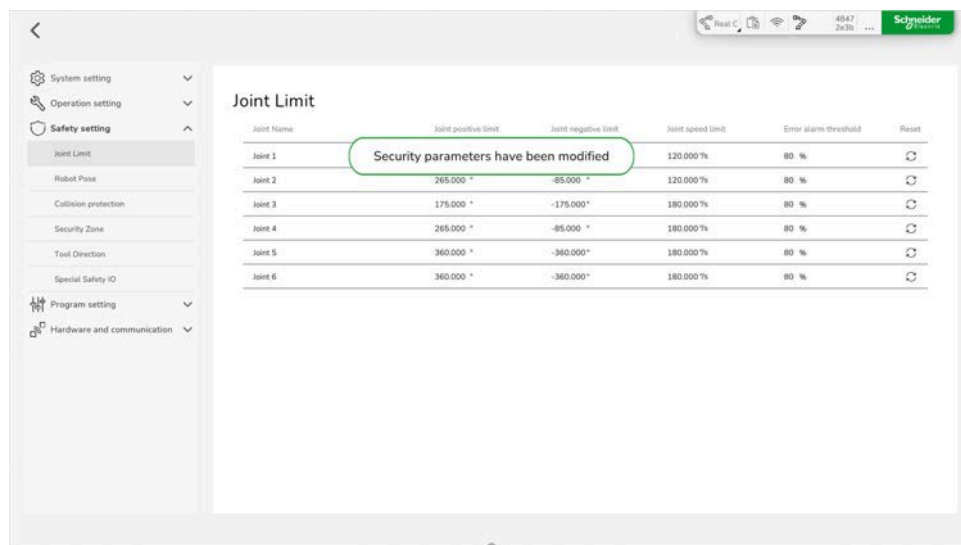 Real C
4847
2e3b
...
Schneider
Electric
System setting
Operation setting
Safety setting
Joint Limit
Robot Pose
Collision protection
Security Zone
Tool Direction
Special Safety IO
Program setting
Hardware and communication
Joint Limit
Joint Name Joint positive limit Joint negative limit Joint speed limit Error alarm threshold Reset
Joint 1 120.000°/s 80 %
Security parameters have been modified
Joint 2 265.000 ° -85.000 ° 120.000°/s 80 %
Joint 3 175.000 ° -175.000° 180.000°/s 80 %
Joint 4 265.000 ° -85.000 ° 180.000°/s 80 %
Joint 5 360.000 ° -360.000° 180.000°/s 80 %
Joint 6 360.000 ° -360.000° 180.000°/s 80 %